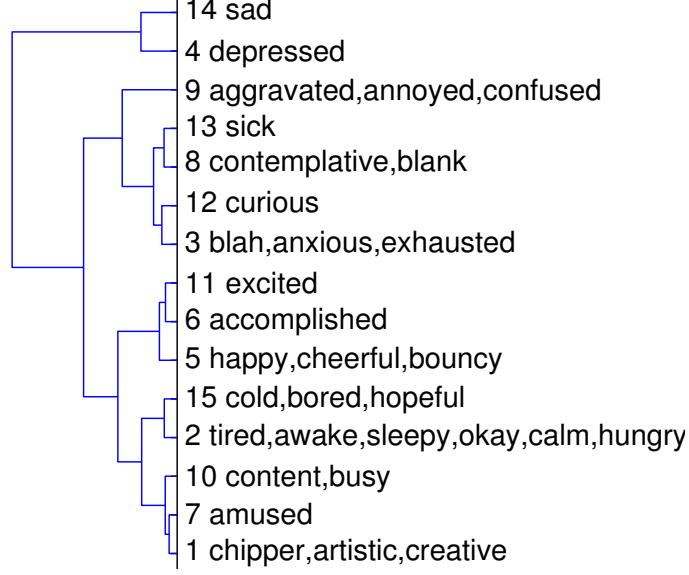 14 sad
4 depressed
9 aggravated,annoyed,confused
13 sick
8 contemplative,blank
12 curious
3 blah,anxious,exhausted
11 excited
6 accomplished
5 happy,cheerful,bouncy
15 cold,bored,hopeful
2 tired,awake,sleepy,okay,calm,hungry
10 content,busy
7 amused
1 chipper,artistic,creative